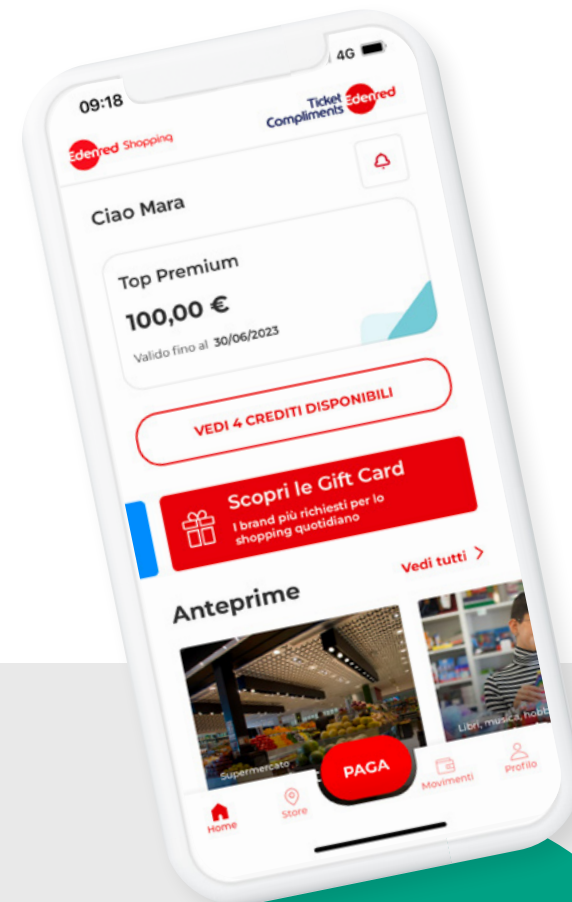 09:18
4G
Edenred Shopping
Ticket
Compliments Edenred
Ciao Mara
Top Premium
100,00 €
Valido fino al 30/06/2023
VEDI 4 CREDITI DISPONIBILI
Scopri le Gift Card
I brand più richiesti per lo
shopping quotidiano
Anteprime
Vedi tutti >
Supermercato
Libri, musica, hobb
Home
Store
PAGA
Movimenti
Profilo